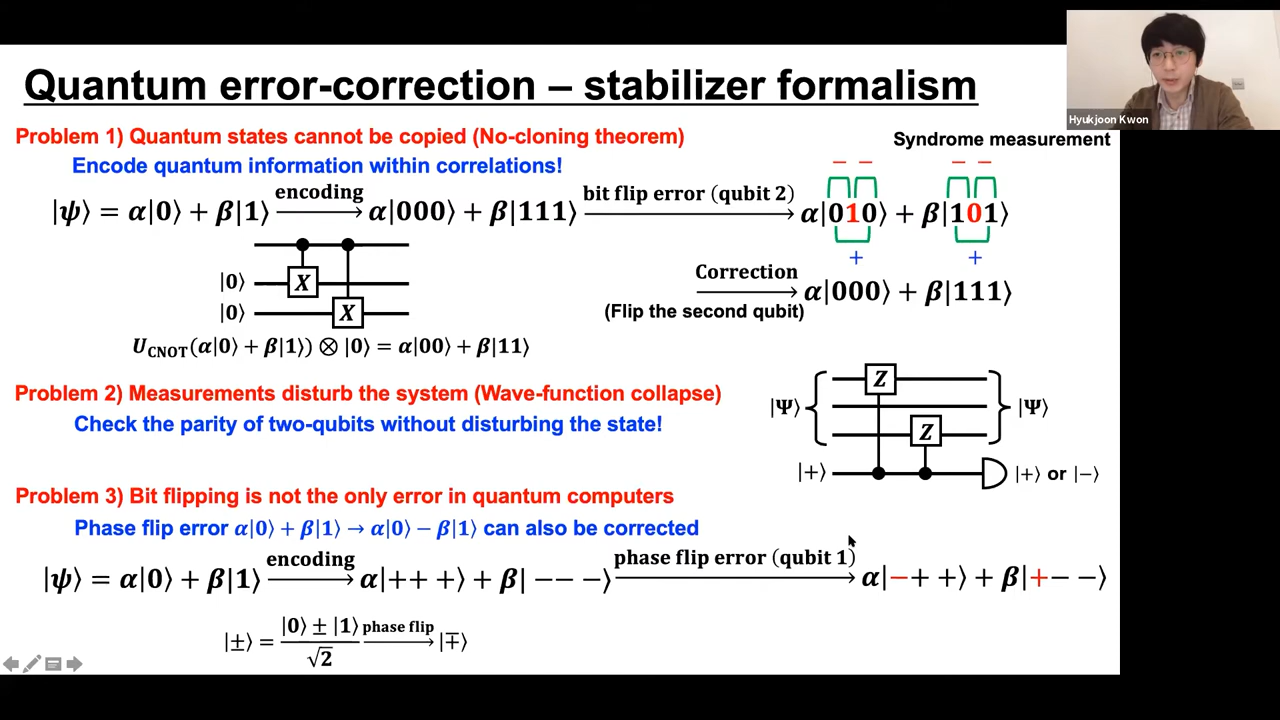 Hyukjoon Kwon
Quantum error-correction – stabilizer formalism
Problem 1) Quantum states cannot be copied (No-cloning theorem)
Encode quantum information within correlations!
Syndrome measurement
|ψ⟩ = α|0⟩ + β|1⟩ encoding→ α|000⟩ + β|111⟩ bit flip error (qubit 2)→ α|010⟩ + β|101⟩
− − − −
+ +
|0⟩ X
|0⟩ X
Correction→ α|000⟩ + β|111⟩
(Flip the second qubit)
U_CNOT(α|0⟩ + β|1⟩) ⊗ |0⟩ = α|00⟩ + β|11⟩
Problem 2) Measurements disturb the system (Wave-function collapse)
Check the parity of two-qubits without disturbing the state!
Z
|Ψ⟩ |Ψ⟩
Z
|+⟩ |+⟩ or |−⟩
Problem 3) Bit flipping is not the only error in quantum computers
Phase flip error α|0⟩ + β|1⟩ → α|0⟩ − β|1⟩ can also be corrected
|ψ⟩ = α|0⟩ + β|1⟩ encoding→ α|+ + +⟩ + β| − − −⟩ phase flip error (qubit 1)→ α|− + +⟩ + β|+ − −⟩
|±⟩ = |0⟩ ± |1⟩ / √2 phase flip→ |∓⟩